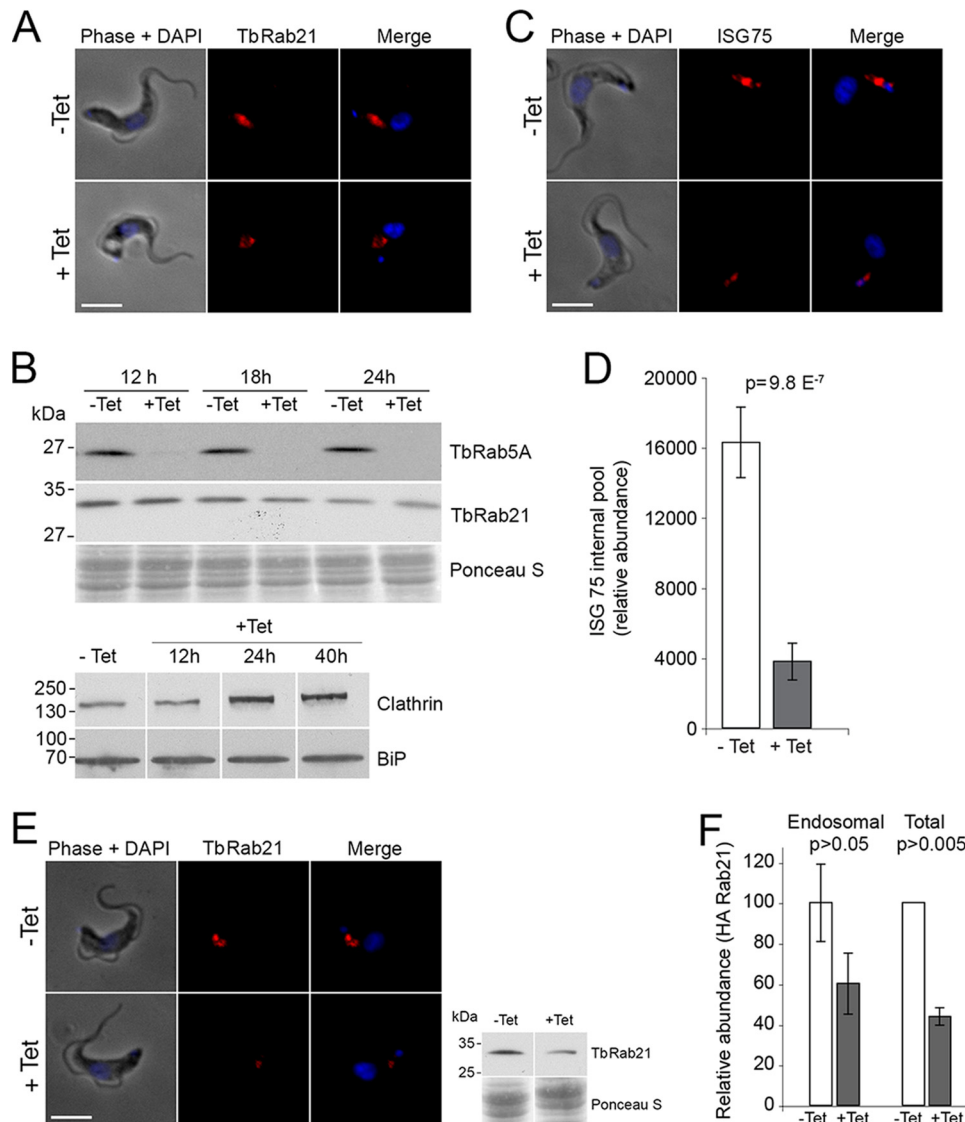 A
Phase + DAPI TbRab21 Merge
-Tet
+ Tet
C
Phase + DAPI ISG75 Merge
-Tet
+ Tet
B
12 h 18h 24h
kDa -Tet +Tet -Tet +Tet -Tet +Tet
27 TbRab5A
35
TbRab21
27
Ponceau S
+Tet
- Tet 12h 24h 40h
250
130 Clathrin
100
70 BiP
D
p=9.8 E-7
ISG 75 internal pool
(relative abundance)
20000
16000
12000
8000
4000
0
- Tet + Tet
E
Phase + DAPI TbRab21 Merge
-Tet
+ Tet
kDa -Tet +Tet
35
TbRab21
25
Ponceau S
F
Endosomal Total
p>0.05 p>0.005
Relative abundance (HA Rab21)
120
100
80
60
40
20
0
-Tet +Tet -Tet +Tet